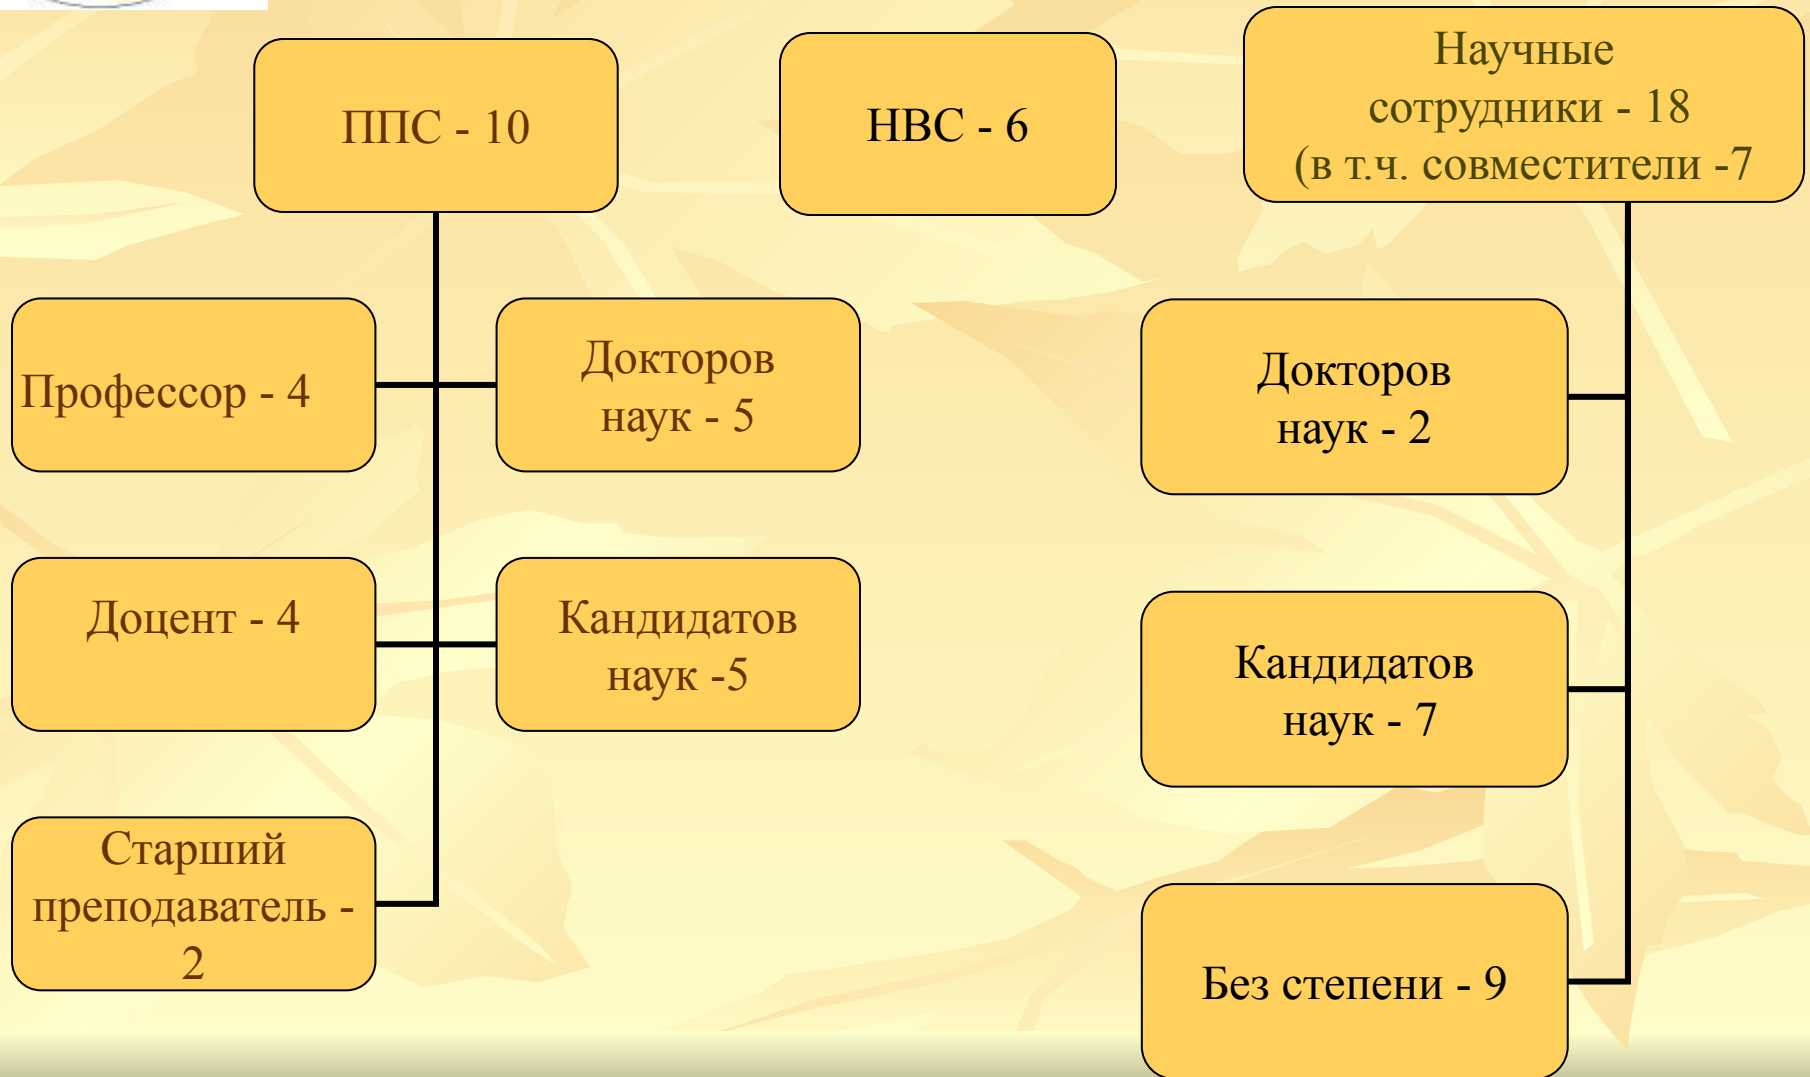 ППС - 10
НВС - 6
Научные
сотрудники - 18
(в т.ч. совместители -7
Профессор - 4
Докторов
наук - 5
Докторов
наук - 2
Доцент - 4
Кандидатов
наук -5
Кандидатов
наук - 7
Старший
преподаватель -
2
Без степени - 9